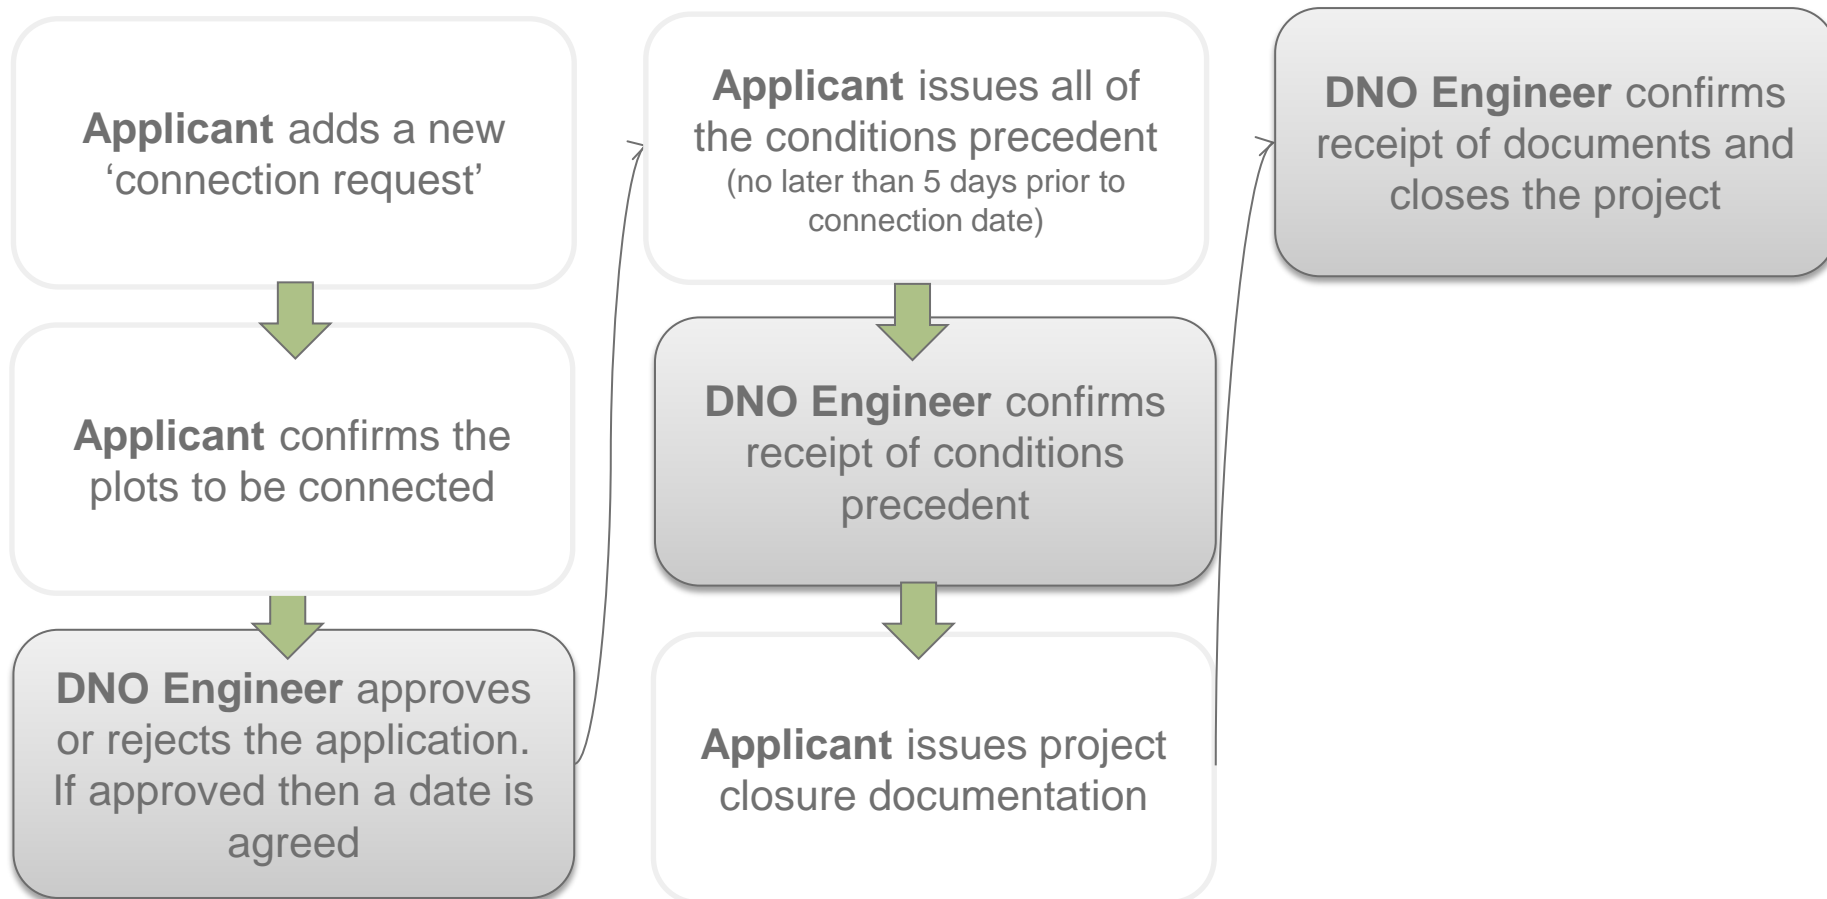 Applicant adds a new
‘connection request’
Applicant confirms the
plots to be connected
DNO Engineer approves
or rejects the application.
If approved then a date is
agreed
Applicant issues all of
the conditions precedent
(no later than 5 days prior to
connection date)
DNO Engineer confirms
receipt of conditions
precedent
Applicant issues project
closure documentation
DNO Engineer confirms
receipt of documents and
closes the project